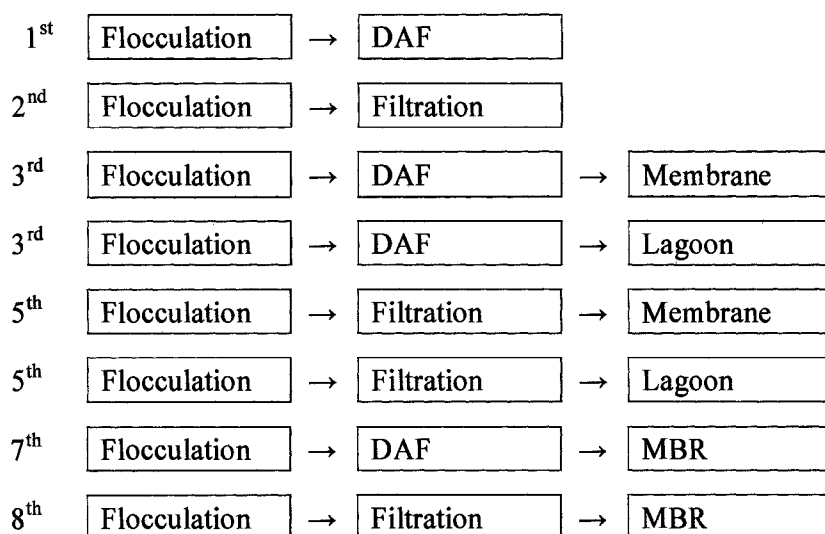 1st Flocculation → DAF
2nd Flocculation → Filtration
3rd Flocculation → DAF → Membrane
3rd Flocculation → DAF → Lagoon
5th Flocculation → Filtration → Membrane
5th Flocculation → Filtration → Lagoon
7th Flocculation → DAF → MBR
8th Flocculation → Filtration → MBR